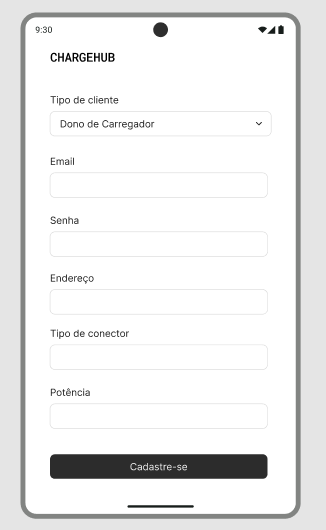 9:30
CHARGEHUB
Tipo de cliente
Dono de Carregador
Email
Senha
Endereço
Tipo de conector
Potência
Cadastre-se